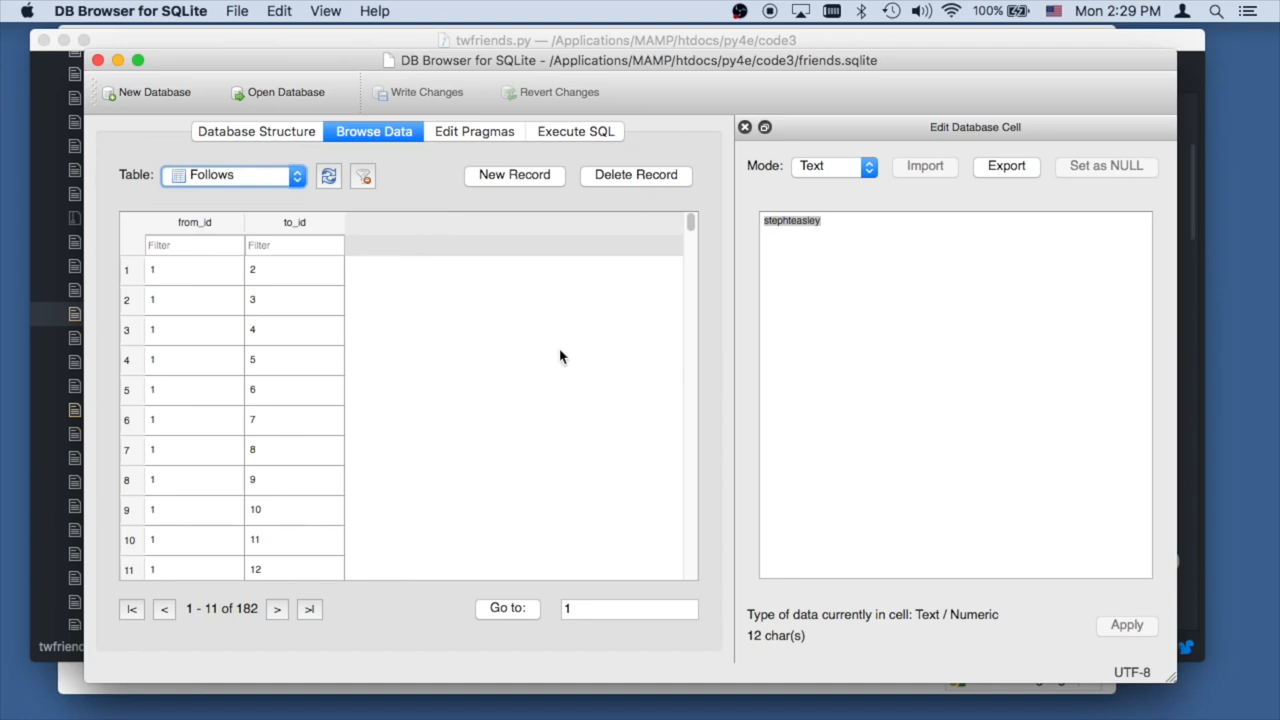 DB Browser for SQLite File Edit View Help 100% Mon 2:29 PM
twfriends.py — /Applications/MAMP/htdocs/py4e/code3
DB Browser for SQLite - /Applications/MAMP/htdocs/py4e/code3/friends.sqlite
New Database Open Database Write Changes Revert Changes
Database Structure Browse Data Edit Pragmas Execute SQL
Edit Database Cell
Table: Follows New Record Delete Record
Mode: Text Import Export Set as NULL
from_id to_id
Filter Filter
1 1 2
2 1 3
3 1 4
4 1 5
5 1 6
6 1 7
7 1 8
8 1 9
9 1 10
10 1 11
11 1 12
stephteasley
|< < 1 - 11 of 182 > >| Go to: 1
Type of data currently in cell: Text / Numeric
12 char(s)
Apply
UTF-8
twfriend